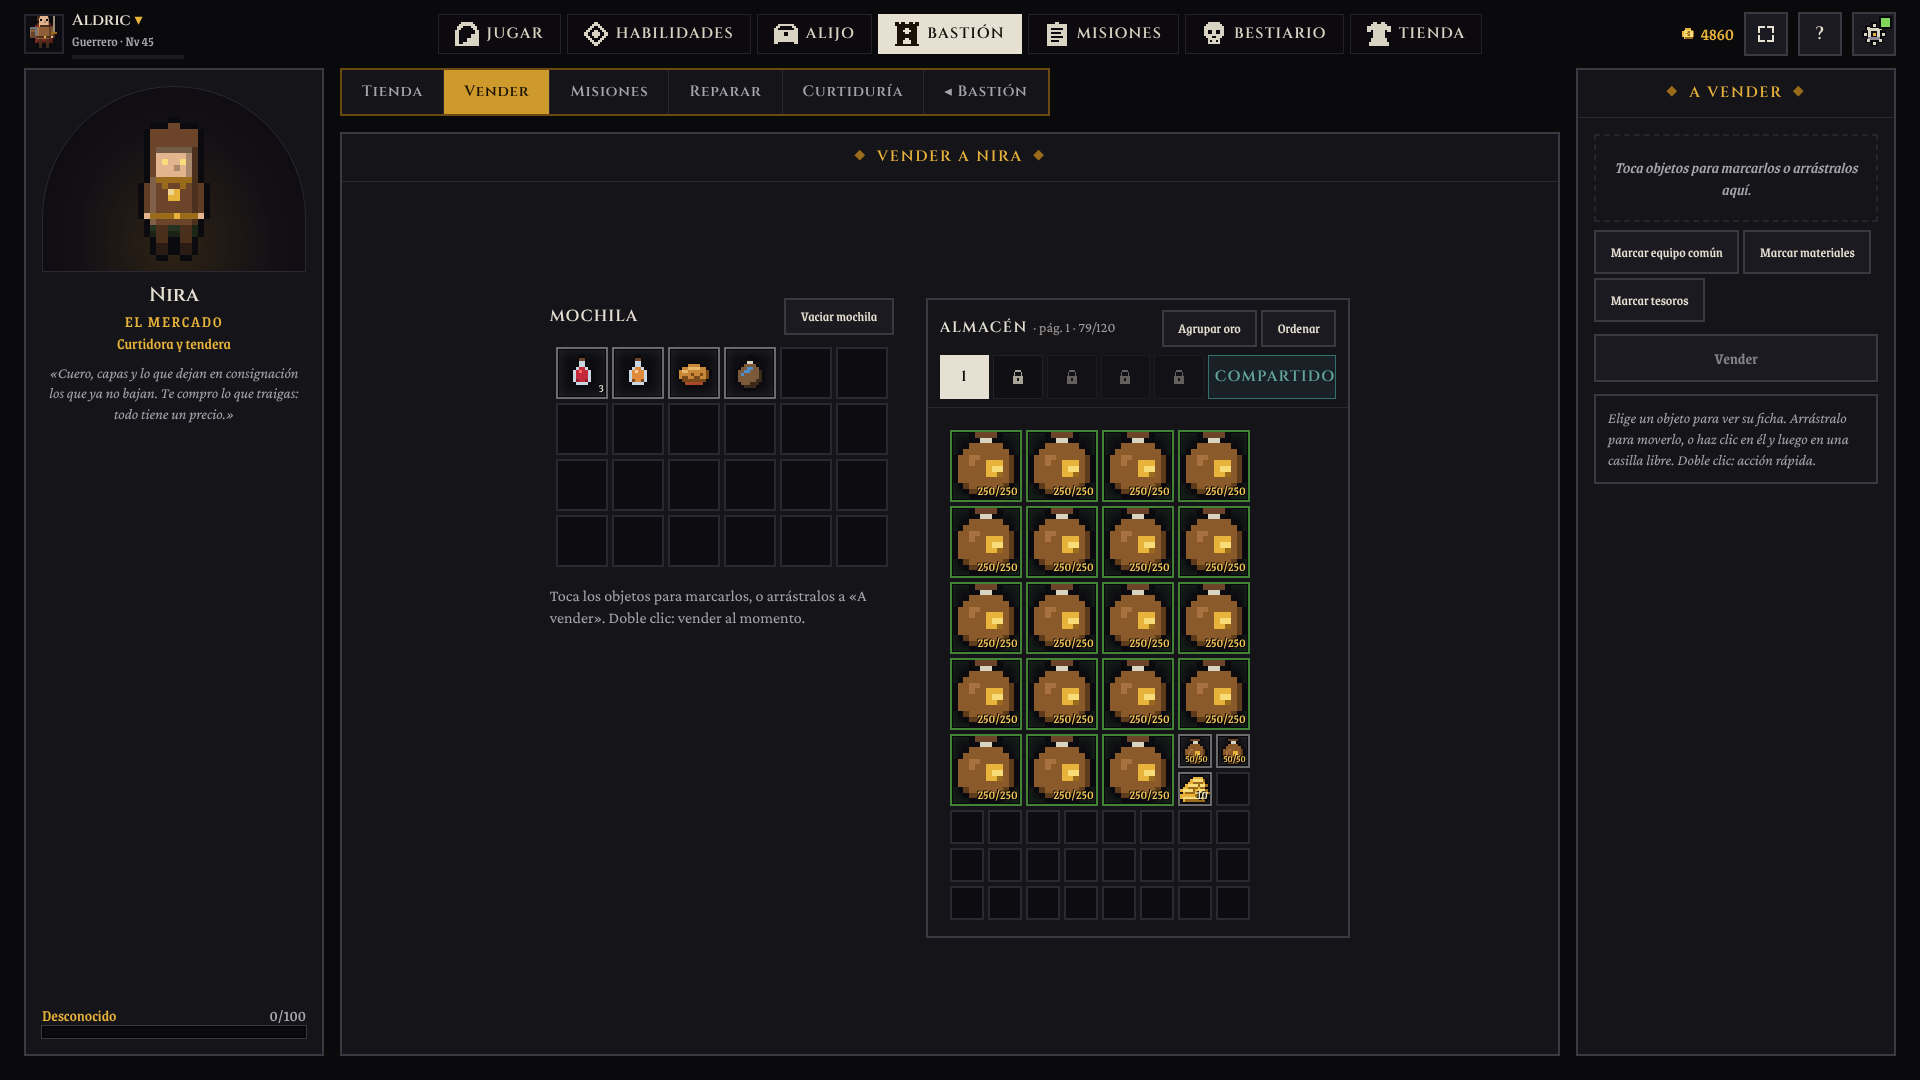 ALDRIC ▾
Guerrero · Nv 45
JUGAR
HABILIDADES
ALIJO
BASTIÓN
MISIONES
BESTIARIO
TIENDA
4860
?
TIENDA
VENDER
MISIONES
REPARAR
CURTIDURÍA
◂ BASTIÓN
NIRA
EL MERCADO
Curtidora y tendera
«Cuero, capas y lo que dejan en consignación
los que ya no bajan. Te compro lo que traigas:
todo tiene un precio.»
Desconocido 0/100
VENDER A NIRA
MOCHILA
Vaciar mochila
3
Toca los objetos para marcarlos, o arrástralos a «A
vender». Doble clic: vender al momento.
ALMACÉN · pág. 1 · 79/120
Agrupar oro
Ordenar
1
COMPARTIDO
250/250 250/250 250/250 250/250
250/250 250/250 250/250 250/250
250/250 250/250 250/250 250/250
250/250 250/250 250/250 250/250
50/50 50/50
250/250 250/250 250/250 10
A VENDER
Toca objetos para marcarlos o arrástralos
aquí.
Marcar equipo común
Marcar materiales
Marcar tesoros
Vender
Elige un objeto para ver su ficha. Arrástralo
para moverlo, o haz clic en él y luego en una
casilla libre. Doble clic: acción rápida.